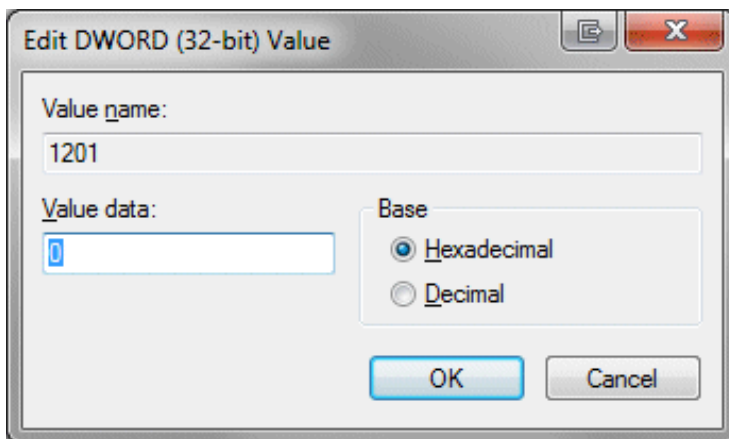 Edit DWORD (32-bit) Value
Value name:
1201
Value data:
0
Base
Hexadecimal
Decimal
OK
Cancel